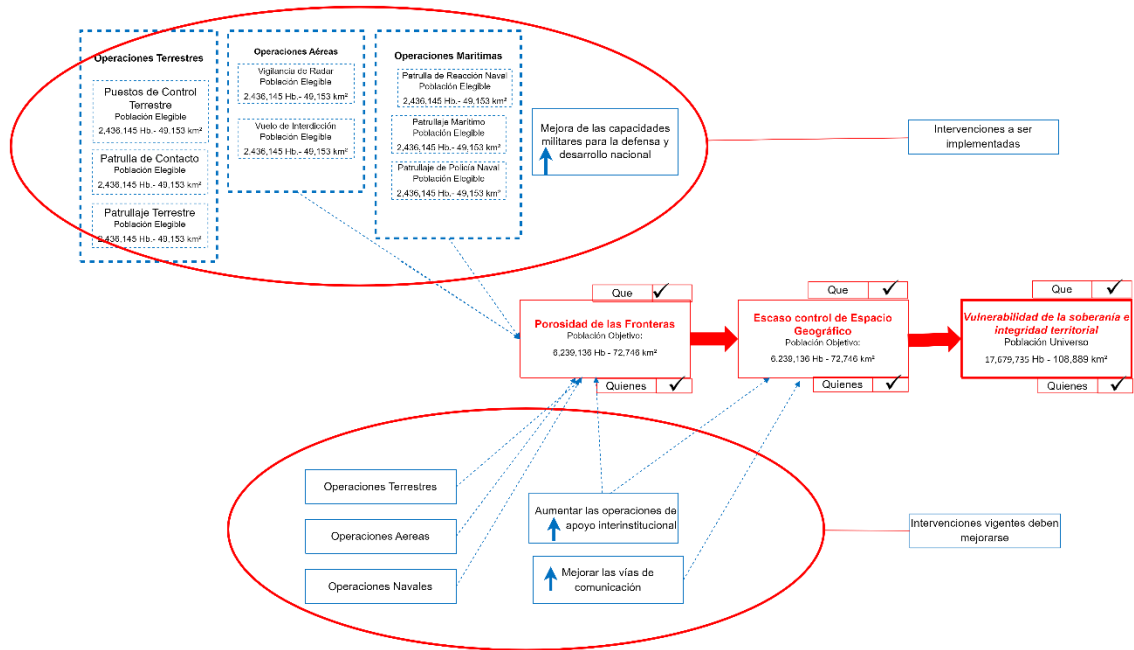 Operaciones Terrestres
Puestos de Control
Terrestre
Población Elegible
2,436,145 Hb.- 49,153 km²
Patrulla de Contacto
Población Elegible
2,436,145 Hb.- 49,153 km²
Patrullaje Terrestre
Población Elegible
2,436,145 Hb.- 49,153 km²
Operaciones Aéreas
Vigilancia de Radar
Población Elegible
2,436,145 Hb.- 49,153 km²
Vuelo de Interdicción
Población Elegible
2,436,145 Hb.- 49,153 km²
Operaciones Marítimas
Patrulla de Reacción Naval
Población Elegible
2,436,145 Hb.- 49,153 km²
Patrullaje Marítimo
Población Elegible
2,436,145 Hb.- 49,153 km²
Patrullaje de Policía Naval
Población Elegible
2,436,145 Hb.- 49,153 km²
Mejora de las capacidades
militares para la defensa y
desarrollo nacional
Intervenciones a ser
implementadas
Que ✓
Porosidad de las Fronteras
Población Objetivo:
6,239,136 Hb - 72,746 km²
Quienes ✓
Que ✓
Escaso control de Espacio
Geográfico
Población Objetivo:
6,239,136 Hb - 72,746 km²
Quienes ✓
Que ✓
Vulnerabilidad de la soberanía e
integridad territorial
Población Universo
17,679,735 Hb - 108,889 km²
Quienes ✓
Operaciones Terrestres
Operaciones Aereas
Operaciones Navales
Aumentar las operaciones de
apoyo interinstitucional
Mejorar las vías de
comunicación
Intervenciones vigentes deben
mejorarse